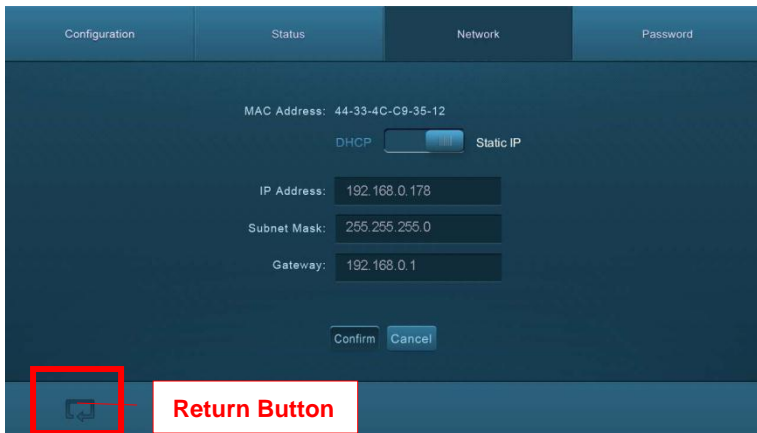 Configuration Status Network Password
MAC Address: 44-33-4C-C9-35-12
DHCP Static IP
IP Address: 192.168.0.178
Subnet Mask: 255.255.255.0
Gateway: 192.168.0.1
Confirm Cancel
Return Button